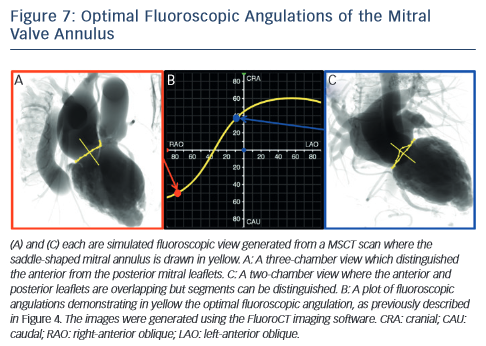 Figure 7: Optimal Fluoroscopic Angulations of the Mitral
Valve Annulus
(A)
B
C
80
CRA
60
40
20
RAO
LAO
80 60 40 20 0 20 40 60 80
20
40
60
80
CAU
(A) and (C) each are simulated fluoroscopic view generated from a MSCT scan where the
saddle-shaped mitral annulus is drawn in yellow. A: A three-chamber view which distinguished
the anterior from the posterior mitral leaflets. C: A two-chamber view where the anterior and
posterior leaflets are overlapping but segments can be distinguished. B: A plot of fluoroscopic
angulations demonstrating in yellow the optimal fluoroscopic angulation, as previously described
in Figure 4. The images were generated using the FluoroCT imaging software. CRA: cranial; CAU:
caudal; RAO: right-anterior oblique; LAO: left-anterior oblique.